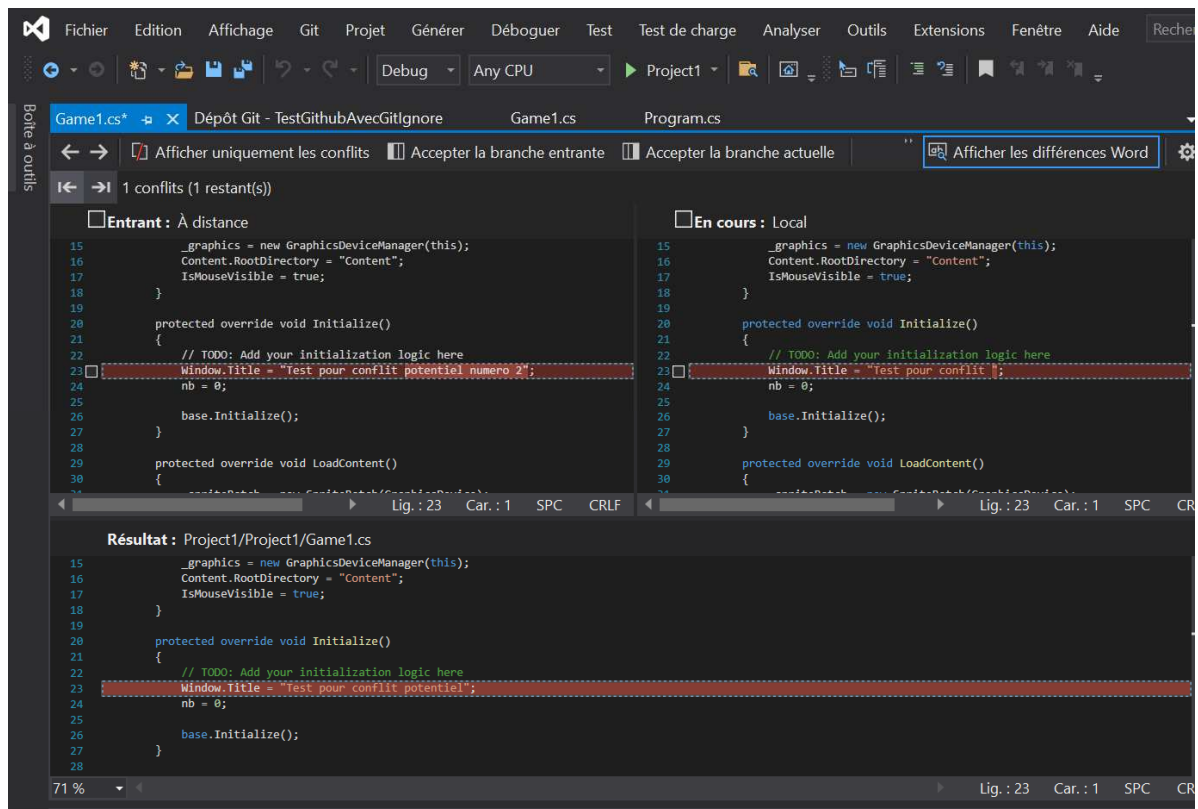 Fichier Edition Affichage Git Projet Générer Déboguer Test Test de charge Analyser Outils Extensions Fenêtre Aide Recher
Debug Any CPU Project1
Boîte à outils
Game1.cs* Dépôt Git - TestGithubAvecGitIgnore Game1.cs Program.cs
Afficher uniquement les conflits Accepter la branche entrante Accepter la branche actuelle Afficher les différences Word
1 conflits (1 restant(s))
Entrant : À distance
15 _graphics = new GraphicsDeviceManager(this);
16 Content.RootDirectory = "Content";
17 IsMouseVisible = true;
18 }
19
20 protected override void Initialize()
21 {
22 // TODO: Add your initialization logic here
23 Window.Title = "Test pour conflit potentiel numero 2";
24 nb = 0;
25
26 base.Initialize();
27 }
28
29 protected override void LoadContent()
30 {
Lig. : 23 Car. : 1 SPC CRLF
En cours : Local
15 _graphics = new GraphicsDeviceManager(this);
16 Content.RootDirectory = "Content";
17 IsMouseVisible = true;
18 }
19
20 protected override void Initialize()
21 {
22 // TODO: Add your initialization logic here
23 Window.Title = "Test pour conflit ";
24 nb = 0;
25
26 base.Initialize();
27 }
28
29 protected override void LoadContent()
30 {
Lig. : 23 Car. : 1 SPC CR
Résultat : Project1/Project1/Game1.cs
15 _graphics = new GraphicsDeviceManager(this);
16 Content.RootDirectory = "Content";
17 IsMouseVisible = true;
18 }
19
20 protected override void Initialize()
21 {
22 // TODO: Add your initialization logic here
23 Window.Title = "Test pour conflit potentiel";
24 nb = 0;
25
26 base.Initialize();
27 }
28
71 % Lig. : 23 Car. : 1 SPC CR